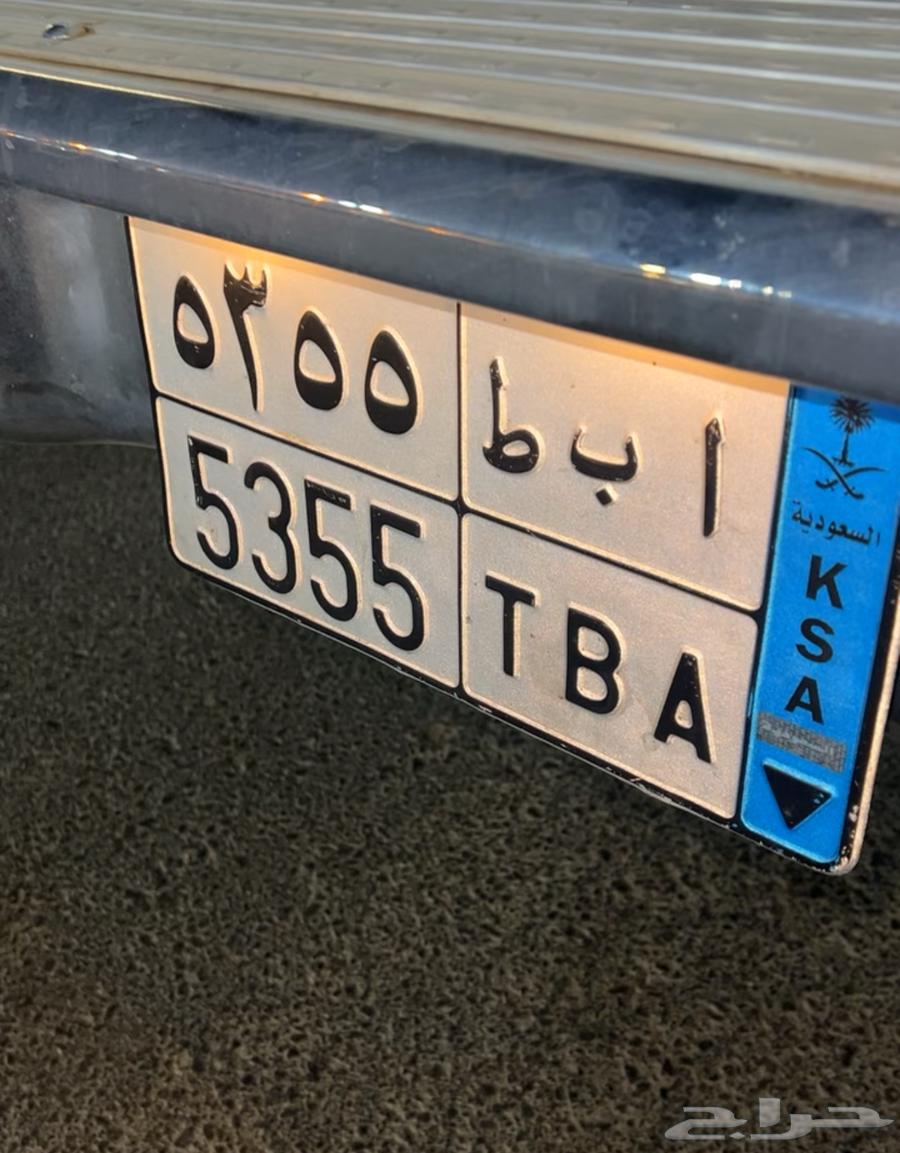 ٥٣٥٥ ا ب ط
5355 TBA
السعودية
K
S
A
حراج